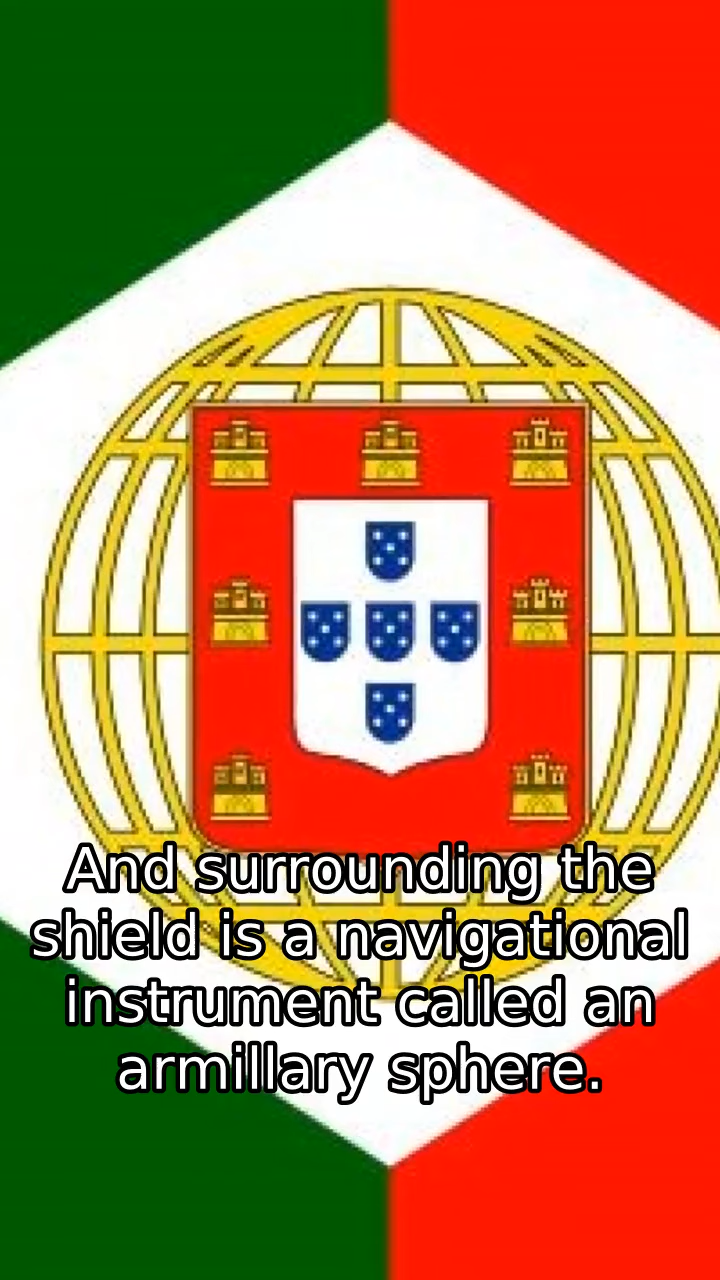 And surrounding the
shield is a navigational
instrument called an
armillary sphere.